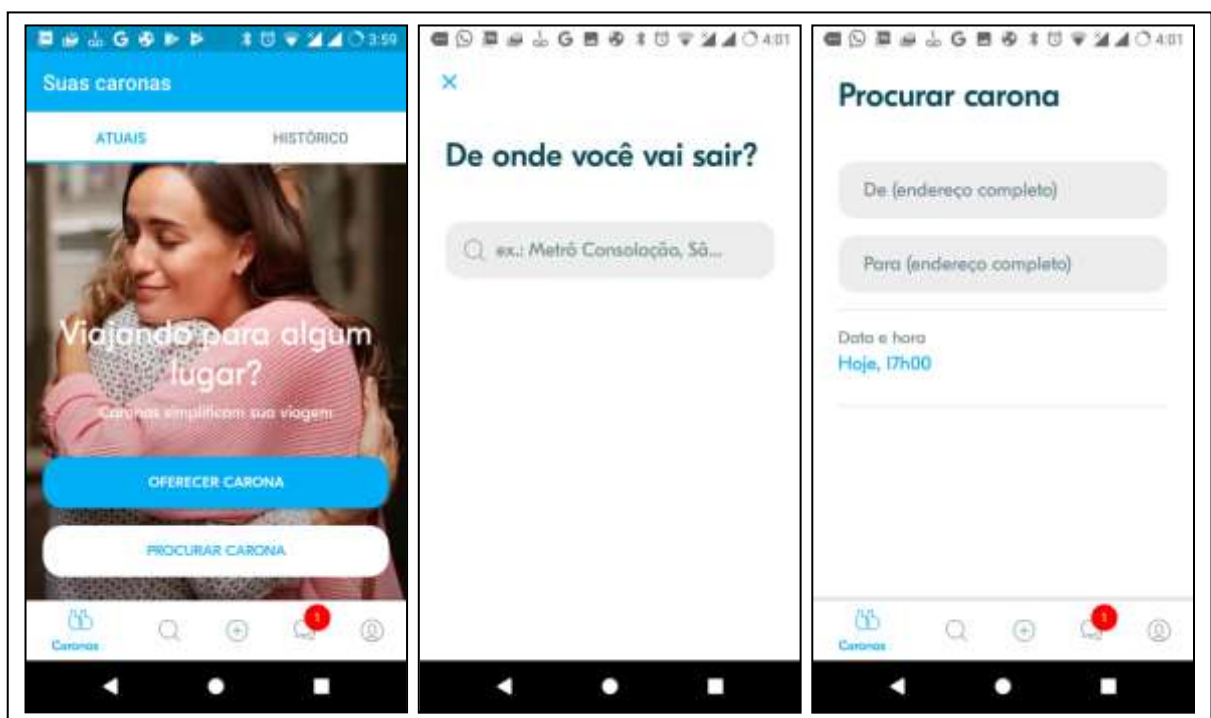 3:59
Suas caronas
ATUAIS
HISTÓRICO
Viajando para algum
lugar?
Caronas simplificam sua viagem
OFERECER CARONA
PROCURAR CARONA
1
Caronas
4:01
De onde você vai sair?
ex.: Metrô Consolação, Sã...
4:01
Procurar carona
De (endereço completo)
Para (endereço completo)
Data e hora
Hoje, 17h00
1
Caronas